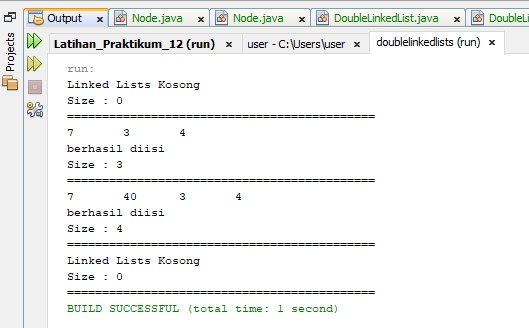 Output × Node.java × Node.java × DoubleLinkedList.java × DoubleLi
Latihan_Praktikum_12 (run) × user - C:\Users\user × doublelinkedlists (run) ×
Projects
run:
Linked Lists Kosong
Size : 0
============================================
7 3 4
berhasil diisi
Size : 3
============================================
7 40 3 4
berhasil diisi
Size : 4
============================================
Linked Lists Kosong
Size : 0
============================================
BUILD SUCCESSFUL (total time: 1 second)